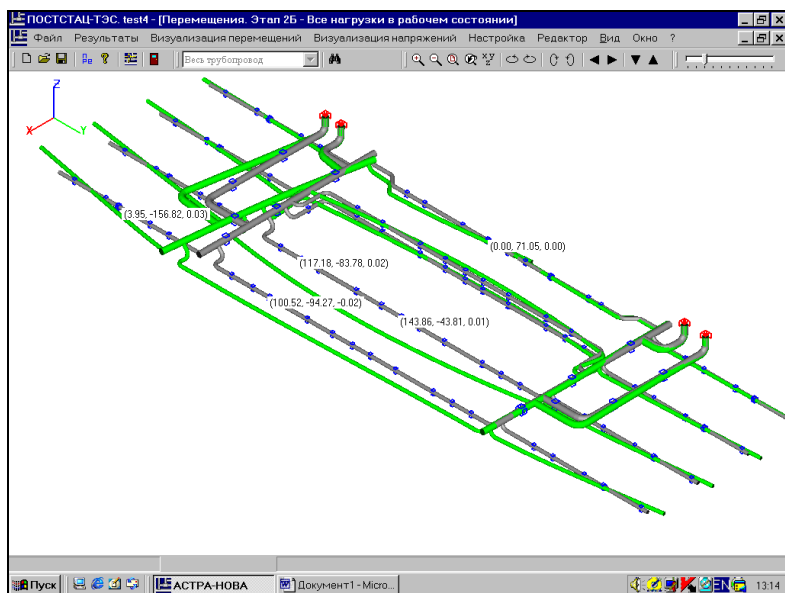 ПОСТСТАЦ-ТЭС. test4 - [Перемещения. Этап 2Б - Все нагрузки в рабочем состоянии]
Файл Результаты Визуализация перемещений Визуализация напряжений Настройка Редактор Вид Окно ?
Весь трубопровод
Z
X
Y
(3.95, -156.82, 0.03)
(0.00, 71.05, 0.00)
(117.18, -83.78, 0.02)
(100.52, -94.27, -0.02)
(143.86, -43.81, 0.01)
Пуск АСТРА-НОВА Документ1 - Micro... EN 13:14